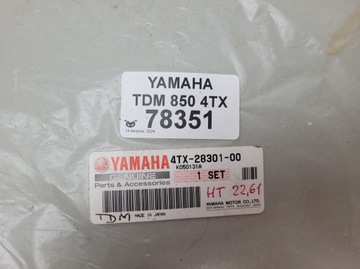 YAMAHA
TDM 850 4TX
78351
YAMAHA
4TX-28301-00
GENUINE
K050131A
Parts & Accessories
1 SET
HT 22,61
TDM
MADE IN JAPAN
YAMAHA MOTOR CO., LTD.